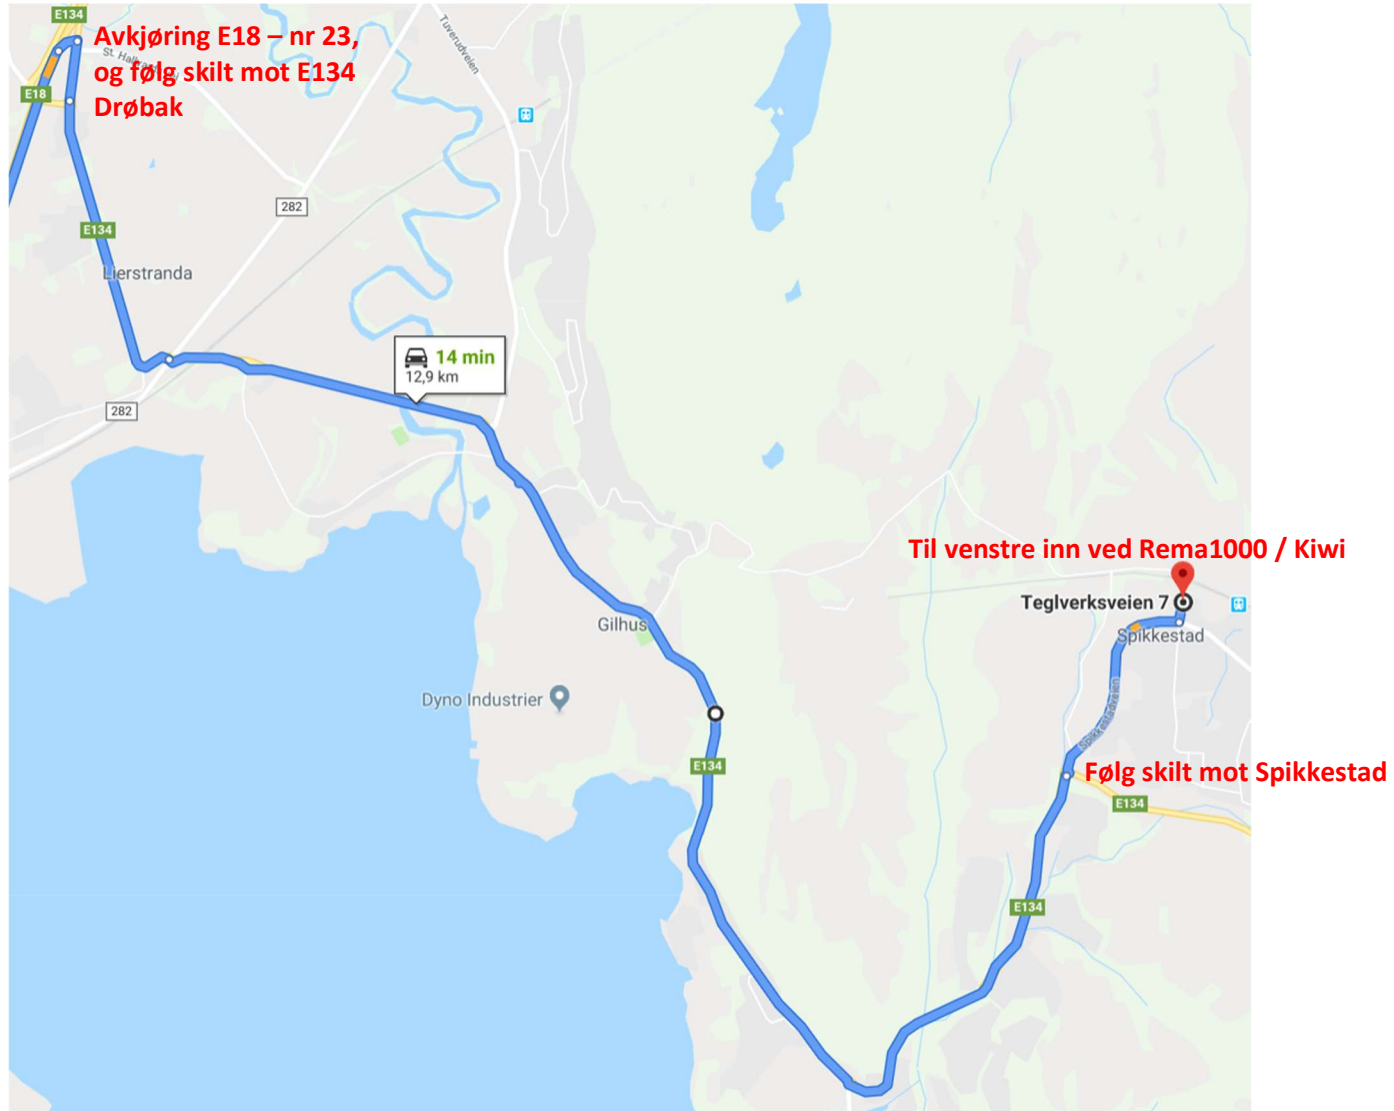 E134
Avkjøring E18 – nr 23,
og følg skilt mot E134
Drøbak
St. Hallvards
Tuverudveien
E18
282
E134
Lierstranda
14 min
12,9 km
282
Til venstre inn ved Rema1000 / Kiwi
Teglverksveien 7
Spikkestad
Gilhus
Dyno Industrier
Spikkestadveien
E134
Følg skilt mot Spikkestad
E134
E134